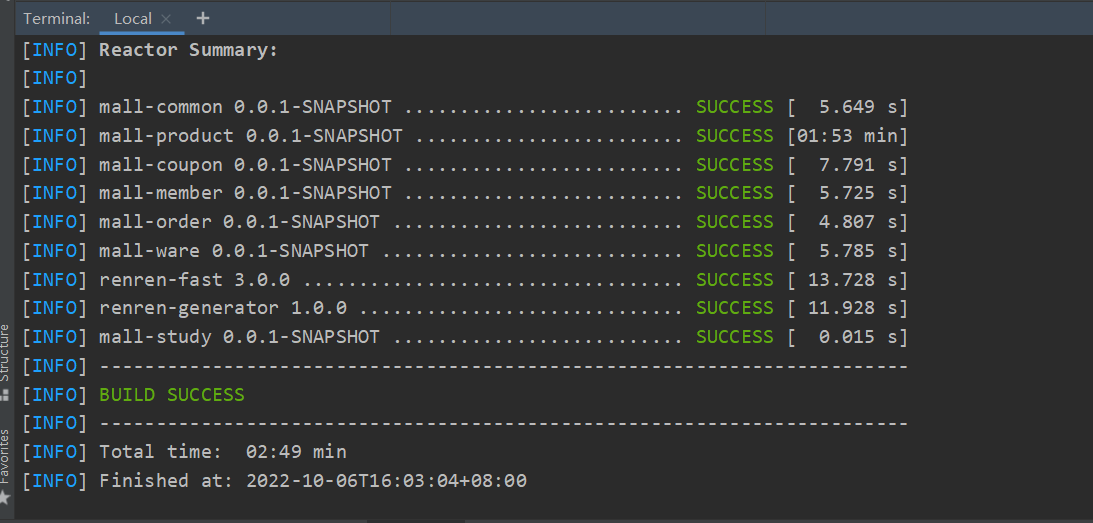 Terminal: Local × +
[INFO] Reactor Summary:
[INFO]
[INFO] mall-common 0.0.1-SNAPSHOT ......................... SUCCESS [  5.649 s]
[INFO] mall-product 0.0.1-SNAPSHOT ........................ SUCCESS [01:53 min]
[INFO] mall-coupon 0.0.1-SNAPSHOT ......................... SUCCESS [  7.791 s]
[INFO] mall-member 0.0.1-SNAPSHOT ......................... SUCCESS [  5.725 s]
[INFO] mall-order 0.0.1-SNAPSHOT .......................... SUCCESS [  4.807 s]
[INFO] mall-ware 0.0.1-SNAPSHOT ........................... SUCCESS [  5.785 s]
[INFO] renren-fast 3.0.0 .................................. SUCCESS [ 13.728 s]
[INFO] renren-generator 1.0.0 ............................. SUCCESS [ 11.928 s]
[INFO] mall-study 0.0.1-SNAPSHOT .......................... SUCCESS [  0.015 s]
[INFO] ------------------------------------------------------------------------
[INFO] BUILD SUCCESS
[INFO] ------------------------------------------------------------------------
[INFO] Total time:  02:49 min
[INFO] Finished at: 2022-10-06T16:03:04+08:00
Structure
Favorites